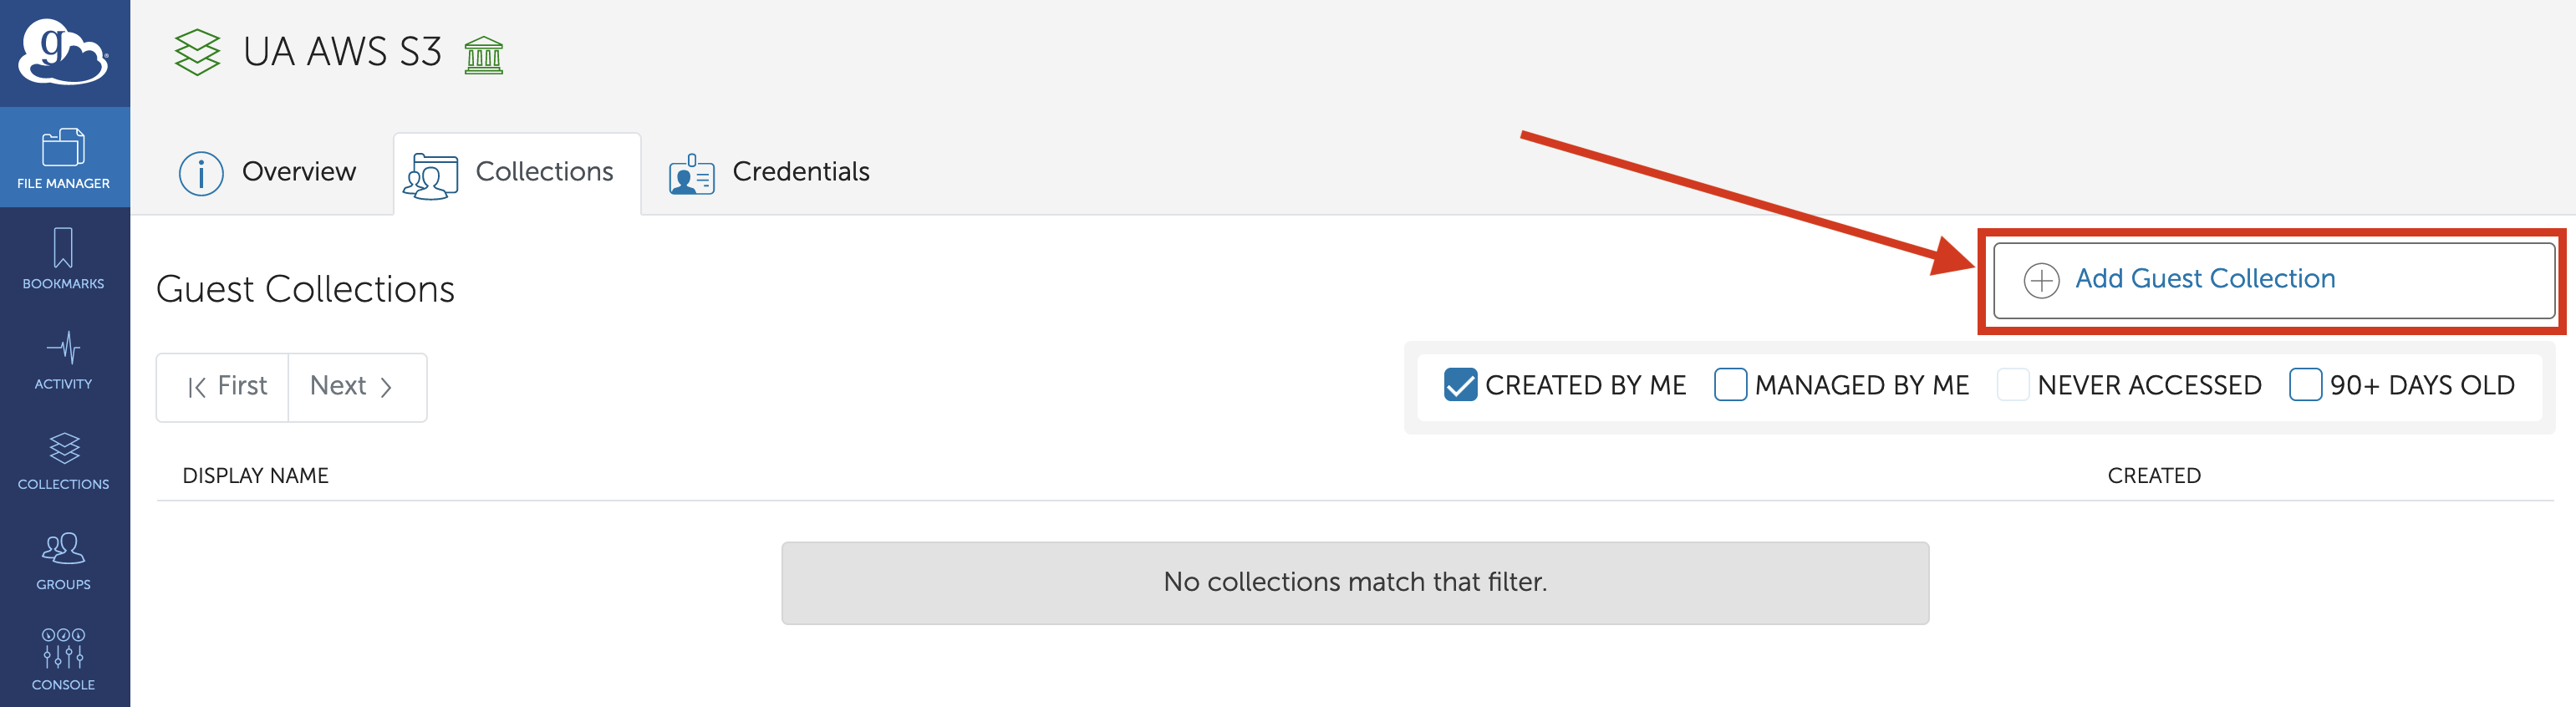 g
UA AWS S3
Overview
Collections
Credentials
FILE MANAGER
BOOKMARKS
ACTIVITY
COLLECTIONS
GROUPS
CONSOLE
Guest Collections
Add Guest Collection
First
Next
CREATED BY ME
MANAGED BY ME
NEVER ACCESSED
90+ DAYS OLD
DISPLAY NAME
CREATED
No collections match that filter.